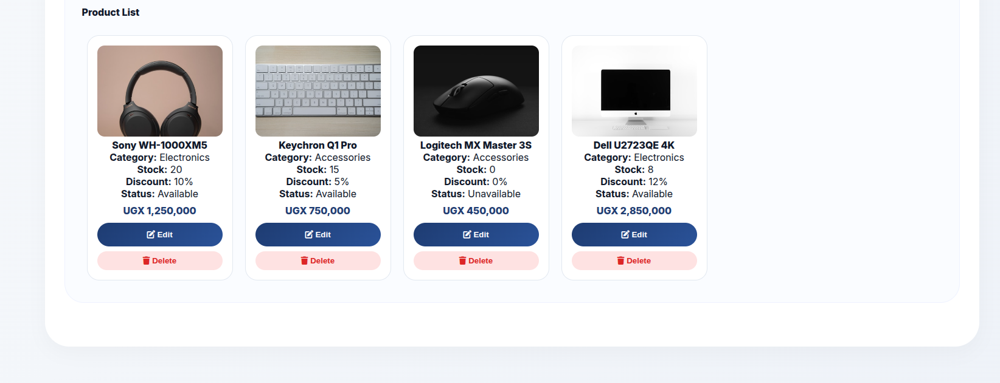 Product List
Sony WH-1000XM5
Category: Electronics
Stock: 20
Discount: 10%
Status: Available
UGX 1,250,000
Edit
Delete
Keychron Q1 Pro
Category: Accessories
Stock: 15
Discount: 5%
Status: Available
UGX 750,000
Edit
Delete
Logitech MX Master 3S
Category: Accessories
Stock: 0
Discount: 0%
Status: Unavailable
UGX 450,000
Edit
Delete
Dell U2723QE 4K
Category: Electronics
Stock: 8
Discount: 12%
Status: Available
UGX 2,850,000
Edit
Delete